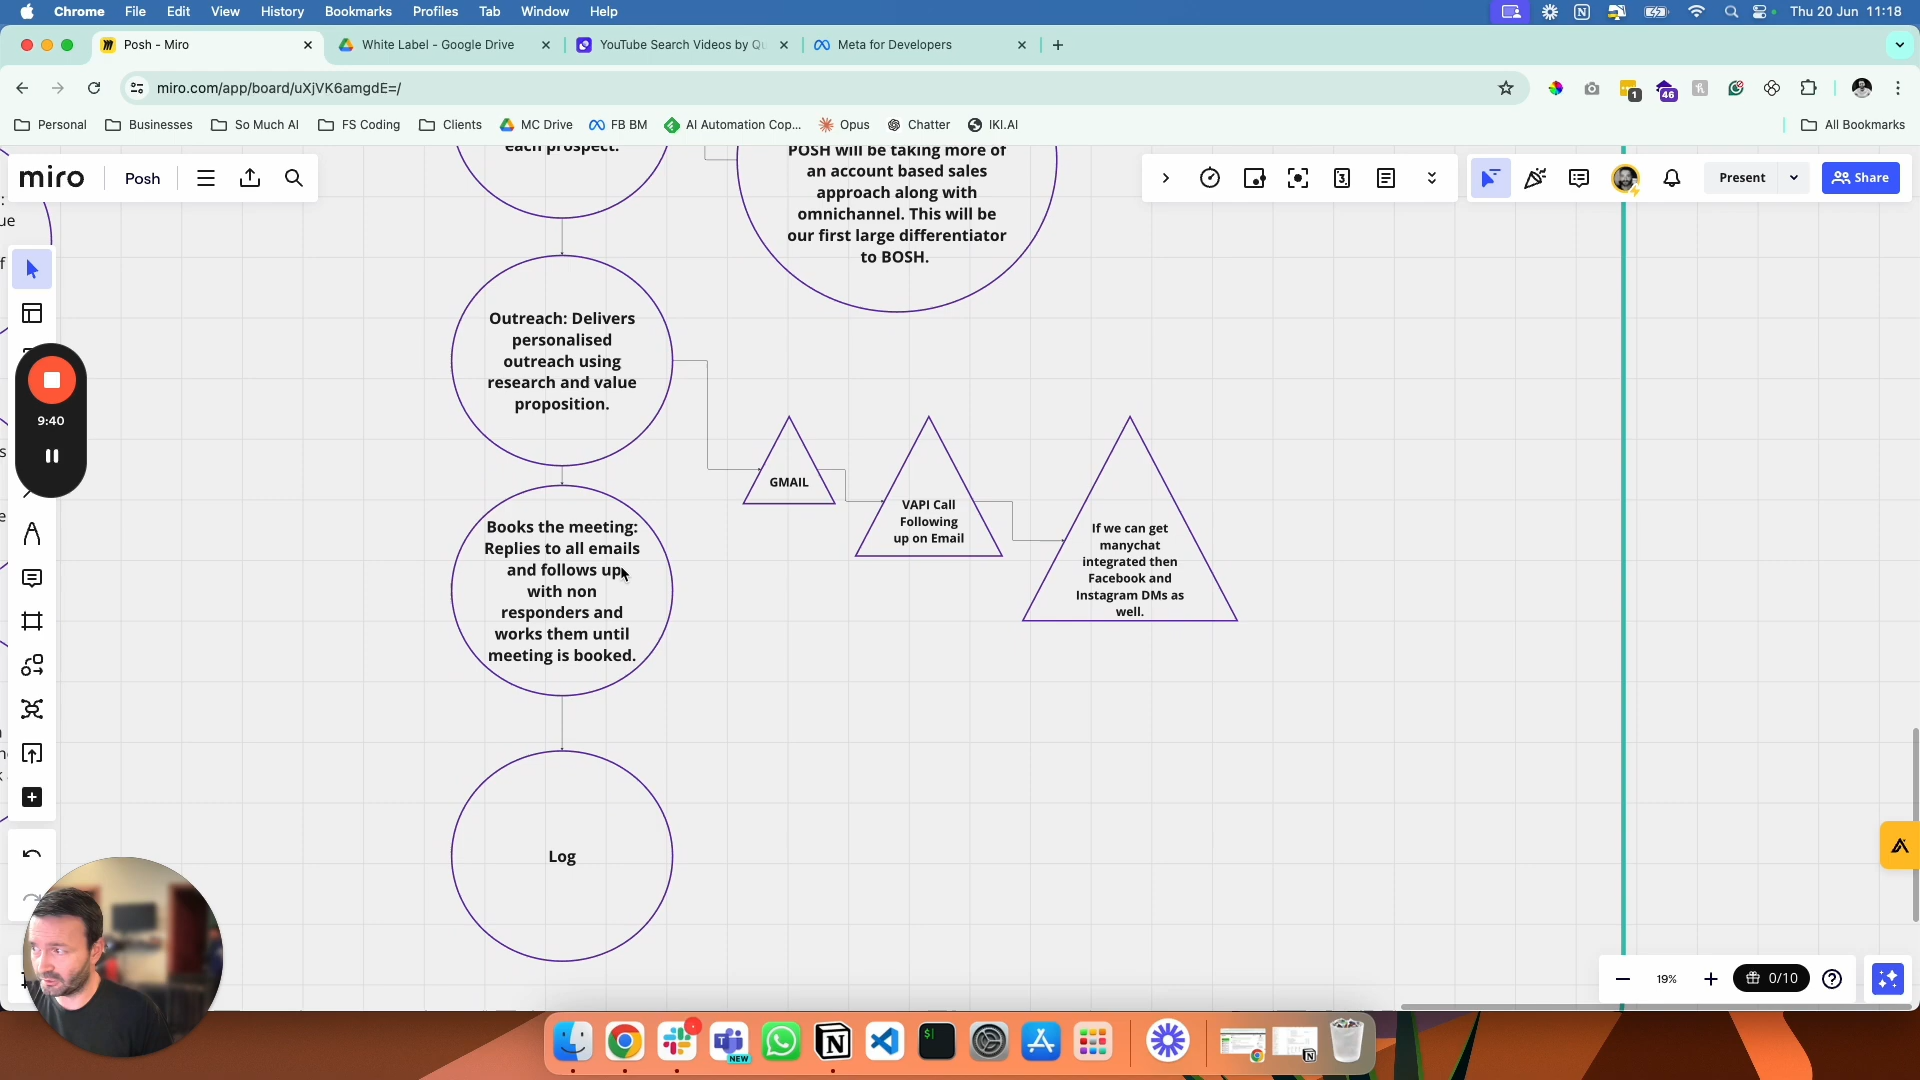 Chrome File Edit View History Bookmarks Profiles Tab Window Help Thu 20 Jun 11:18
Posh - Miro
White Label - Google Drive
YouTube Search Videos by Qu
Meta for Developers
miro.com/app/board/uXjVK6amgdE=/
1
46
Personal Businesses So Much AI FS Coding Clients MC Drive FB BM AI Automation Cop... Opus Chatter IKI.AI All Bookmarks
miro Posh
Present
Share
each prospect.
POSH will be taking more of
an account based sales
approach along with
omnichannel. This will be
our first large differentiator
to BOSH.
Outreach: Delivers
personalised
outreach using
research and value
proposition.
GMAIL
VAPI Call
Following
up on Email
If we can get
manychat
integrated then
Facebook and
Instagram DMs as
well.
Books the meeting:
Replies to all emails
and follows up
with non
responders and
works them until
meeting is booked.
Log
9:40
19%
0/10
NEW